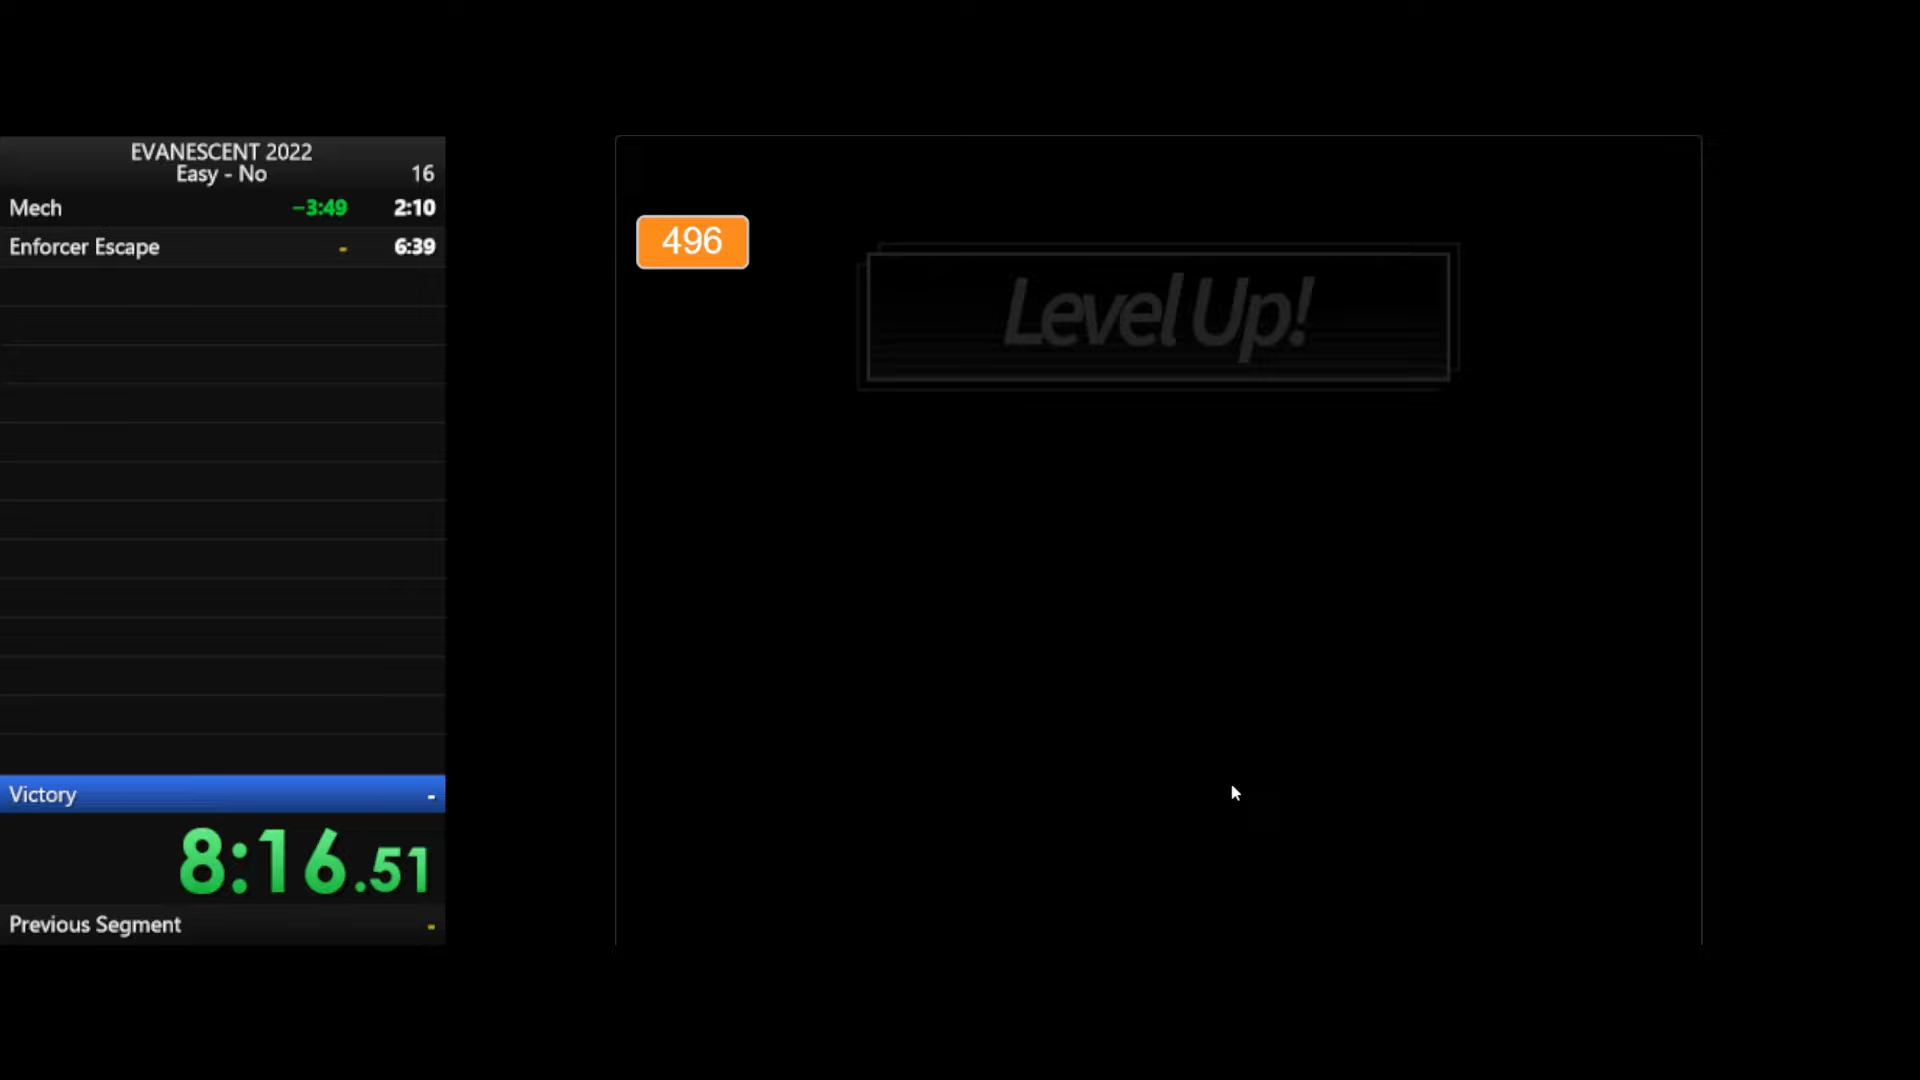 EVANESCENT 2022
Easy - No
16
Mech -3:49 2:10
Enforcer Escape - 6:39
496
Level Up!
Victory -
8:16.51
Previous Segment -